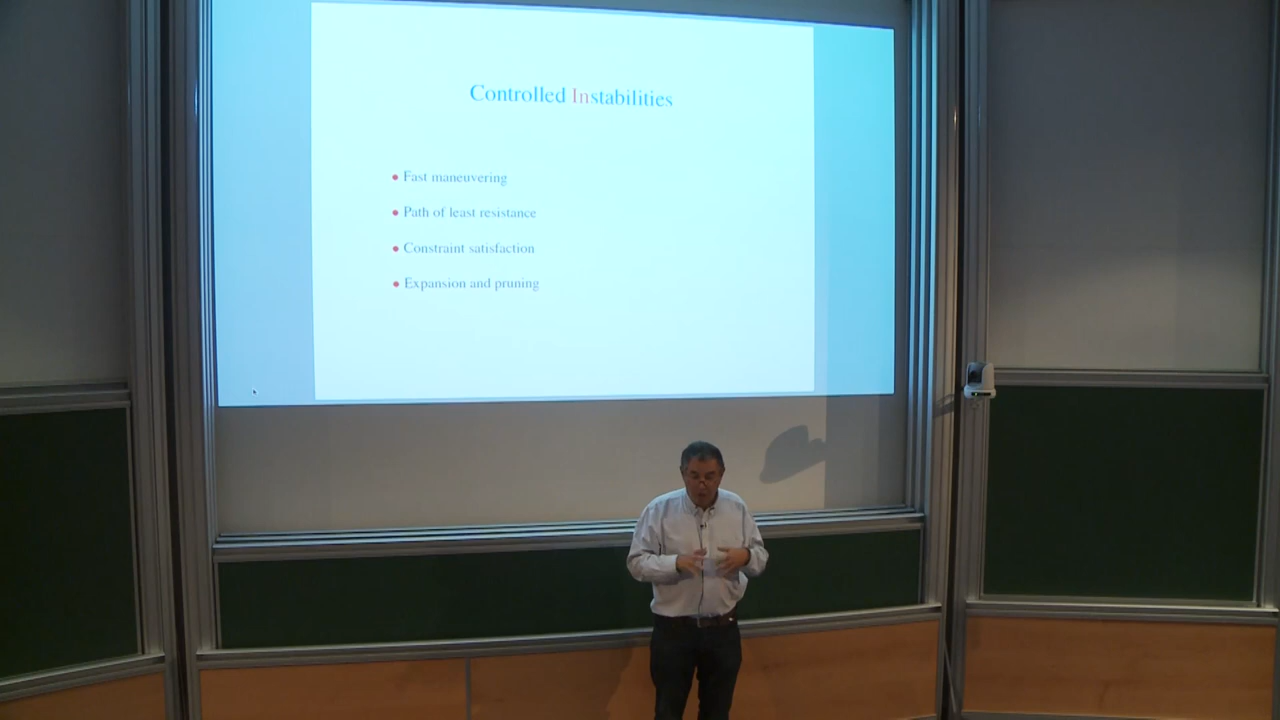 Controlled Instabilities
• Fast maneuvering
• Path of least resistance
• Constraint satisfaction
• Expansion and pruning